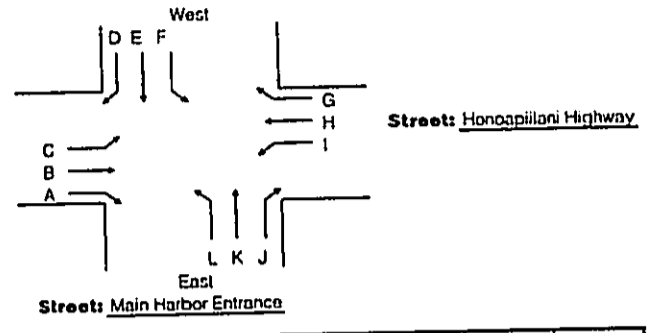 West
D E F
G
H
Street: Honoapiilani Highway
I
C
B
A
L K J
East
Street: Main Harbor Entrance